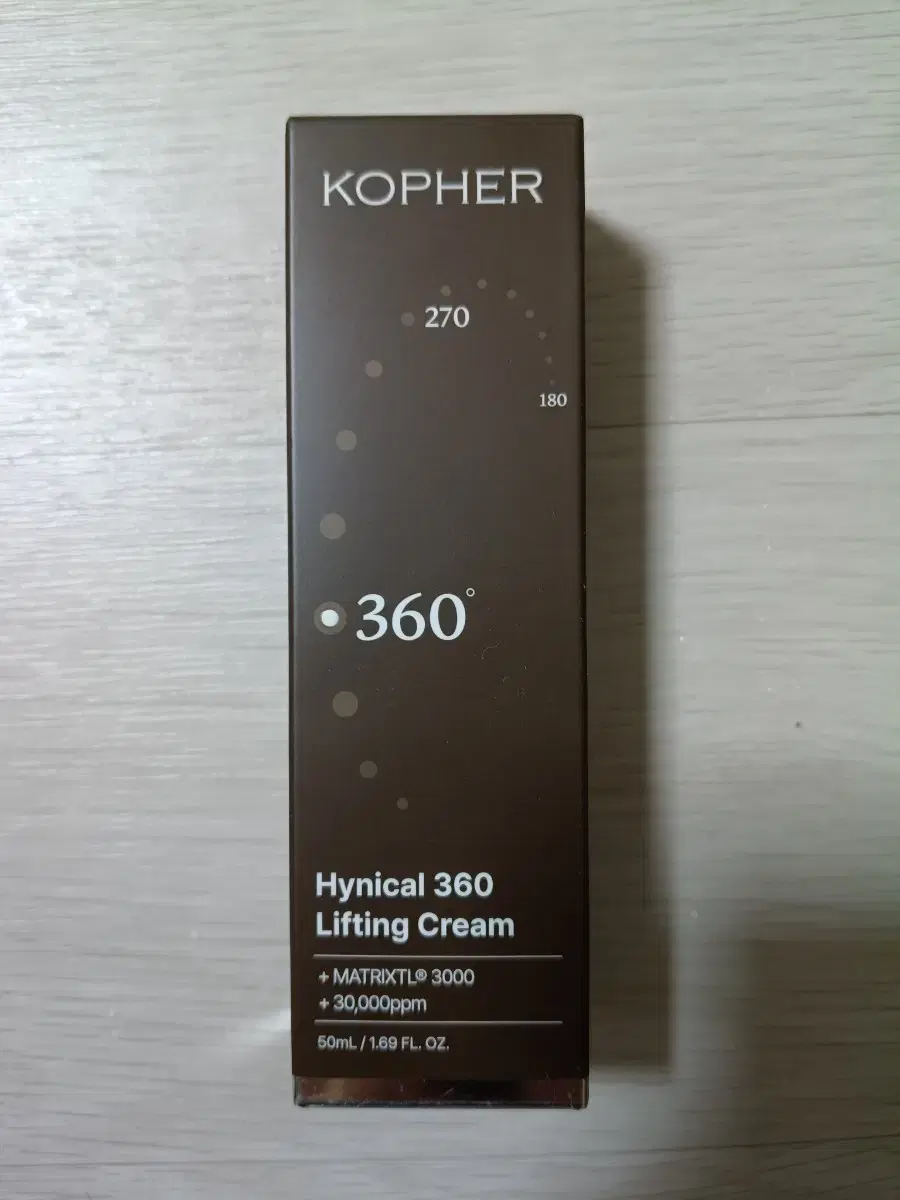 KOPHER
270
180
360°
Hynical 360
Lifting Cream
+ MATRIXTL® 3000
+ 30,000ppm
50mL / 1.69 FL. OZ.